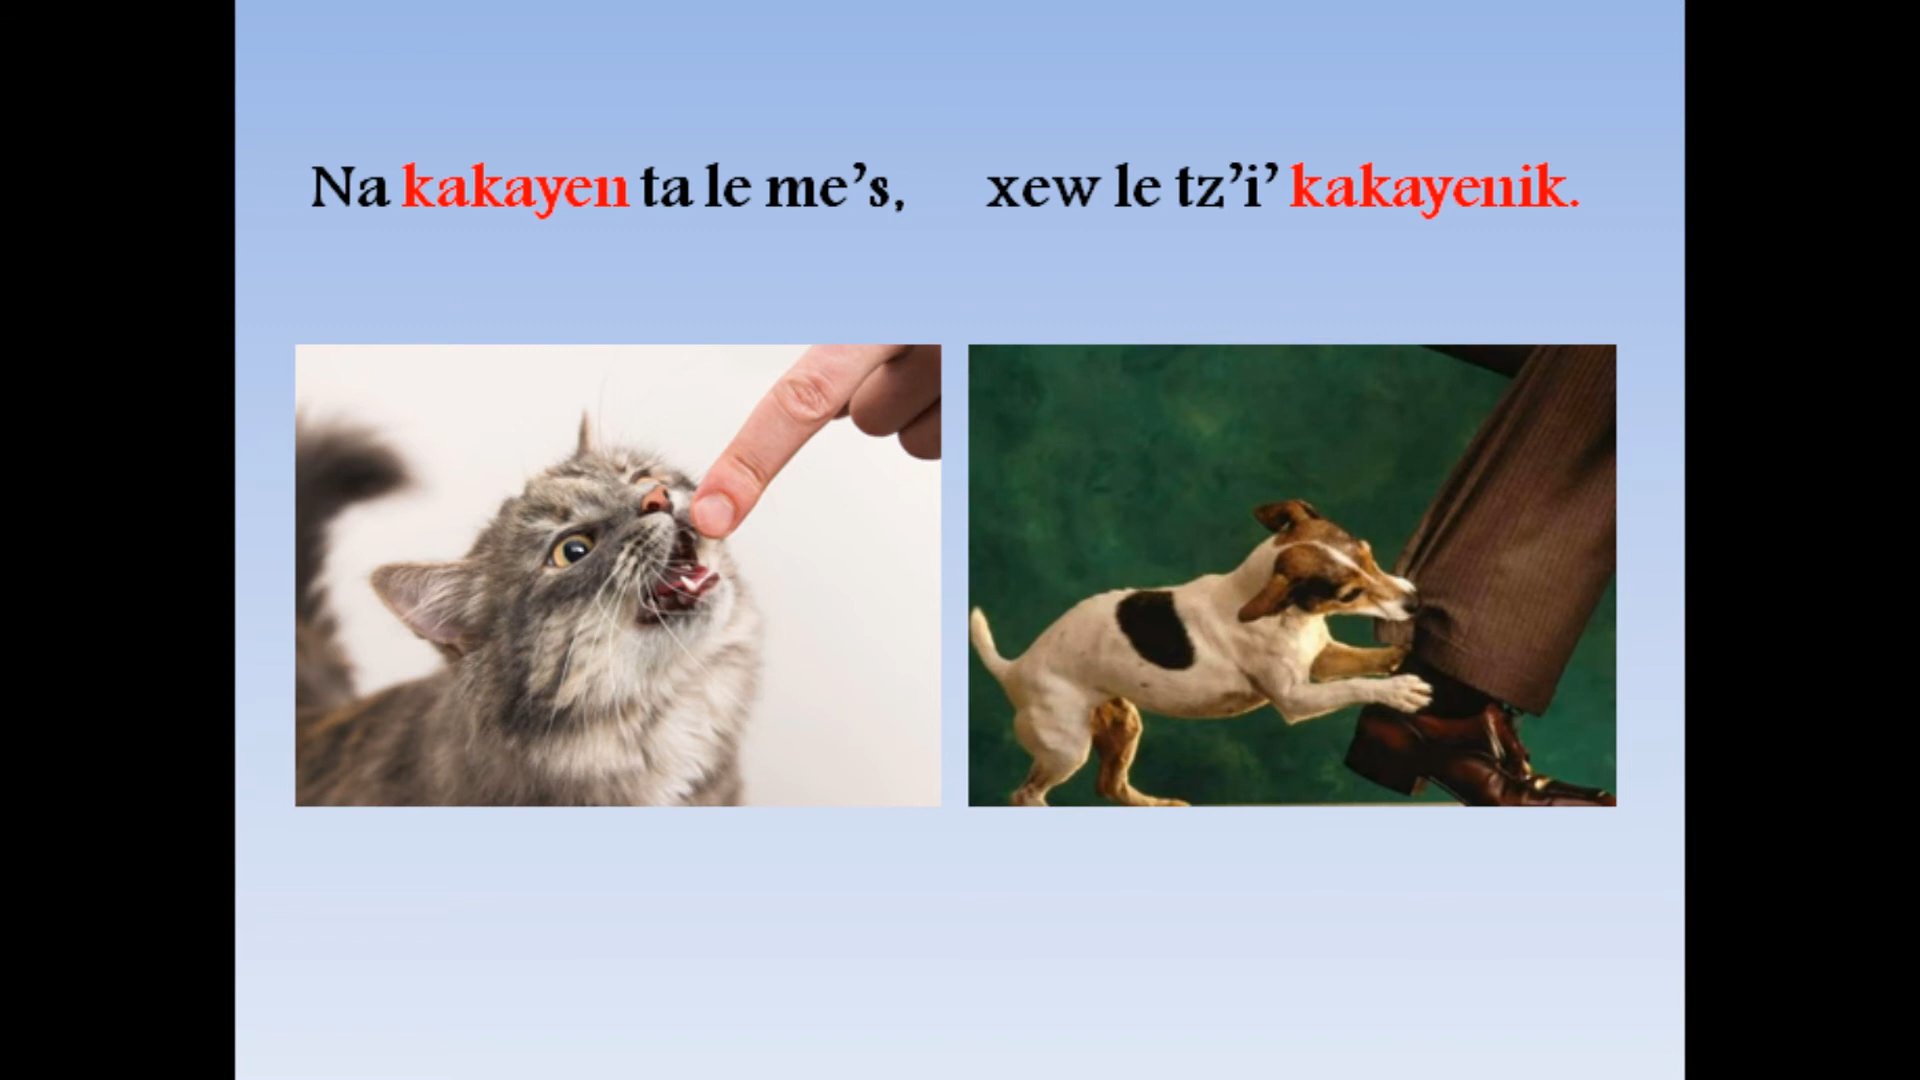 Na kakayen ta le me’s, xew le tz’i’ kakayenik.